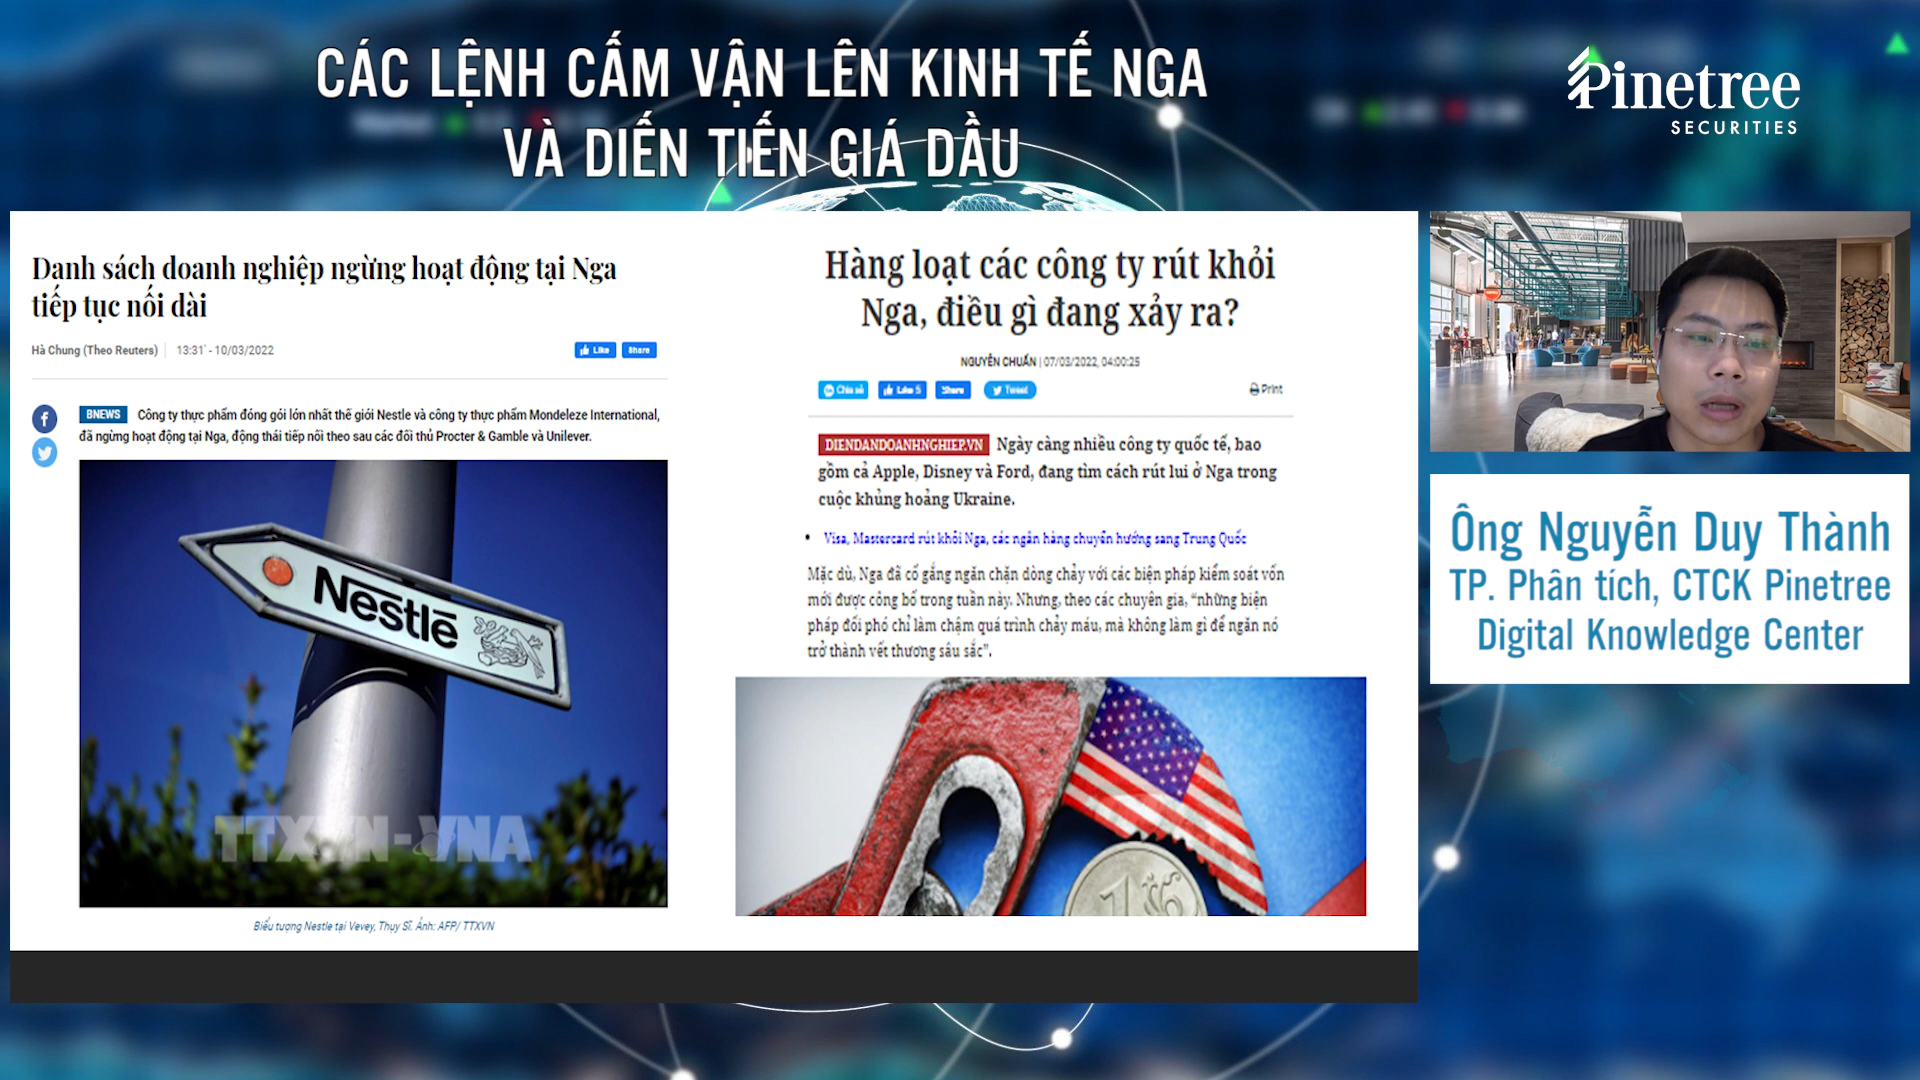 CÁC LỆNH CẤM VẬN LÊN KINH TẾ NGA
VÀ DIẾN TIẾN GIÁ DẦU
Pinetree
SECURITIES
Danh sách doanh nghiệp ngừng hoạt động tại Nga
tiếp tục nối dài
Hà Chung (Theo Reuters) 13:31' - 10/03/2022
Like Share
BNEWS Công ty thực phẩm đóng gói lớn nhất thế giới Nestle và công ty thực phẩm Mondeleze International,
đã ngừng hoạt động tại Nga, động thái tiếp nối theo sau các đối thủ Procter & Gamble và Unilever.
Nestlé
TTXVN-VNA
Biểu tượng Nestle tại Vevey, Thụy Sĩ. Ảnh: AFP/ TTXVN
Hàng loạt các công ty rút khỏi
Nga, điều gì đang xảy ra?
NGUYỄN CHUẨN | 07/03/2022, 04:00:25
Chia sẻ Like 5 Share Tweet Print
DIENDANDOANHNGHIEP.VN Ngày càng nhiều công ty quốc tế, bao
gồm cả Apple, Disney và Ford, đang tìm cách rút lui ở Nga trong
cuộc khủng hoảng Ukraine.
• Visa, Mastercard rút khỏi Nga, các ngân hàng chuyển hướng sang Trung Quốc
Mặc dù, Nga đã cố gắng ngăn chặn dòng chảy với các biện pháp kiểm soát vốn
mới được công bố trong tuần này. Nhưng, theo các chuyên gia, “những biện
pháp đối phó chỉ làm chậm quá trình chảy máu, mà không làm gì để ngăn nó
trở thành vết thương sâu sắc”.
1
Ông Nguyễn Duy Thành
TP. Phân tích, CTCK Pinetree
Digital Knowledge Center